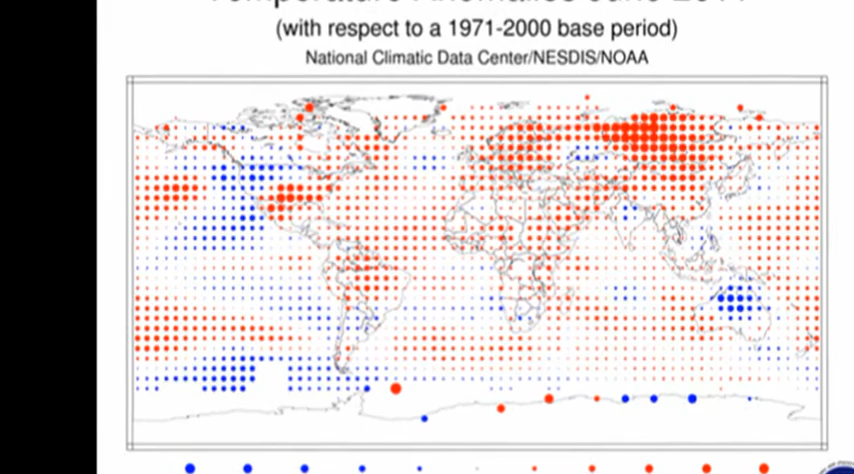 (with respect to a 1971-2000 base period)
National Climatic Data Center/NESDIS/NOAA